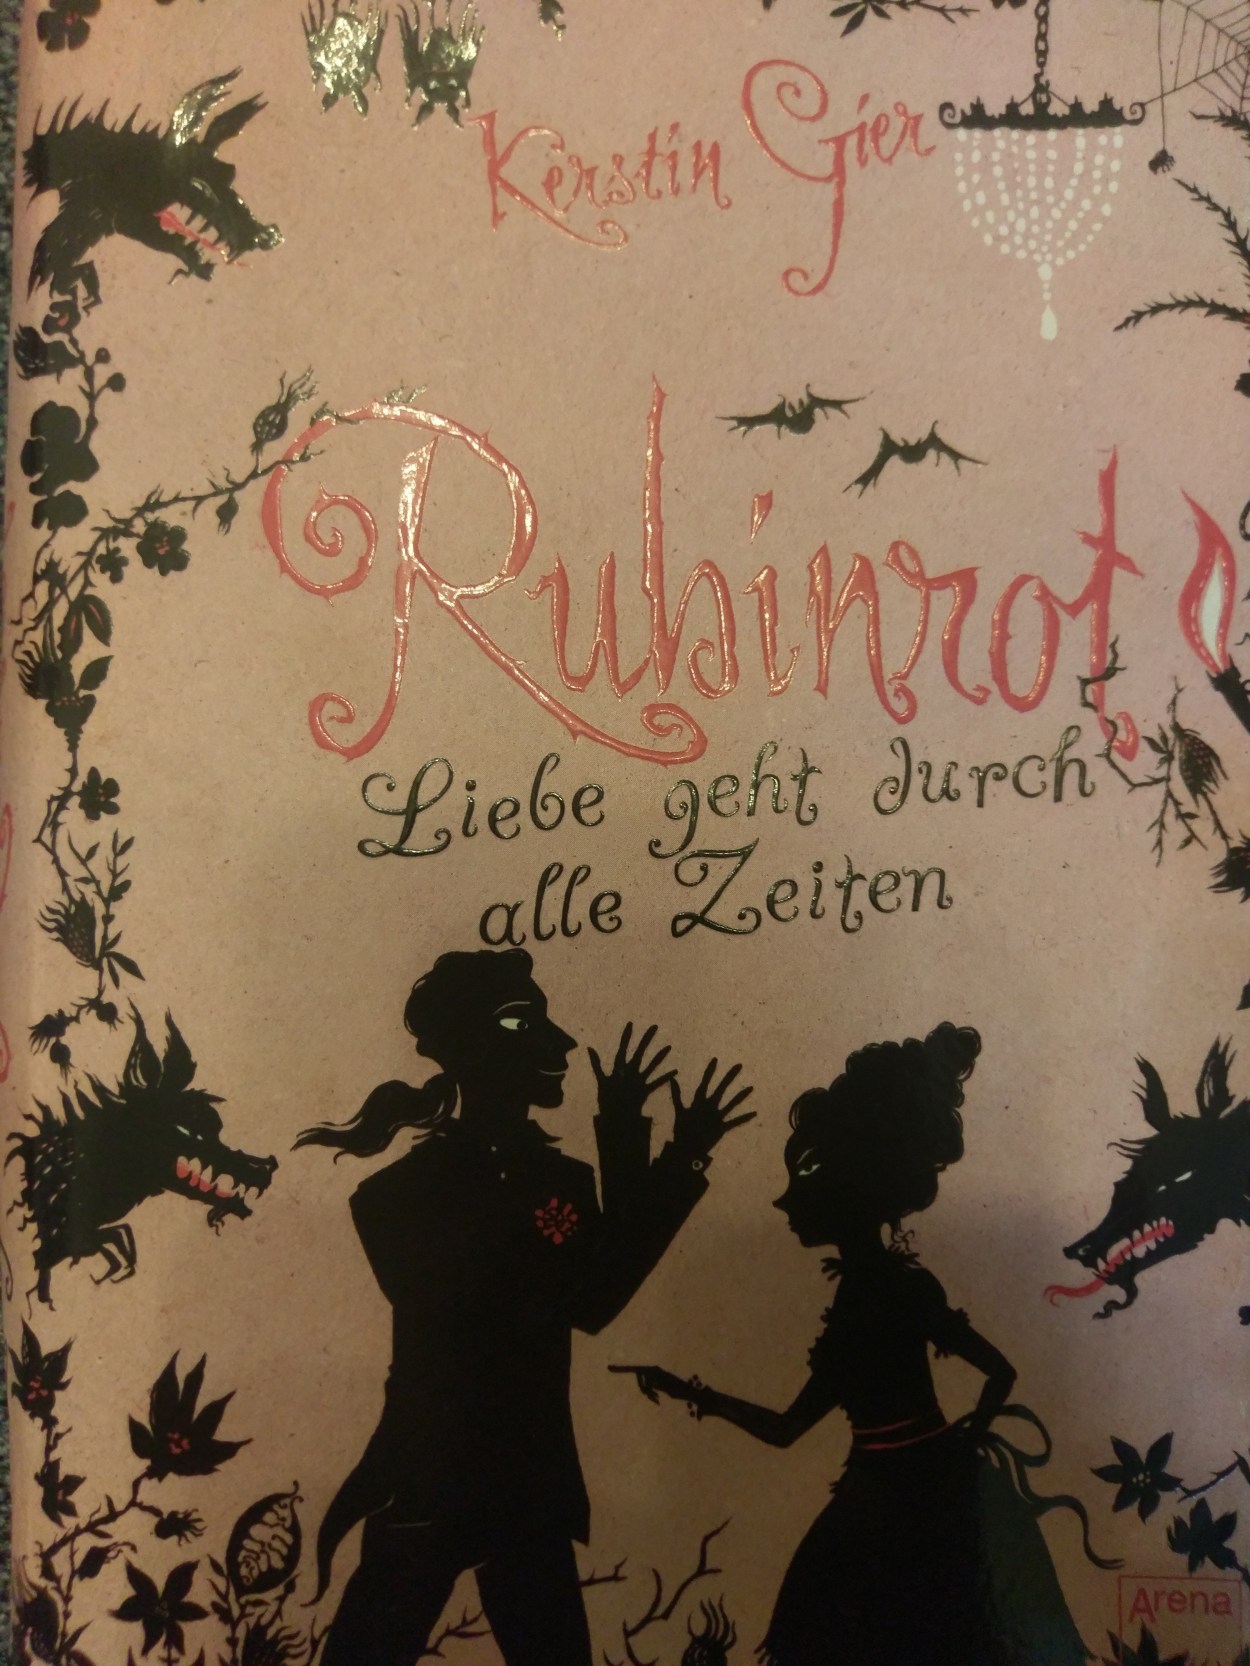 Kerstin Gier
Rubinrot
Liebe geht durch
alle Zeiten
Arena